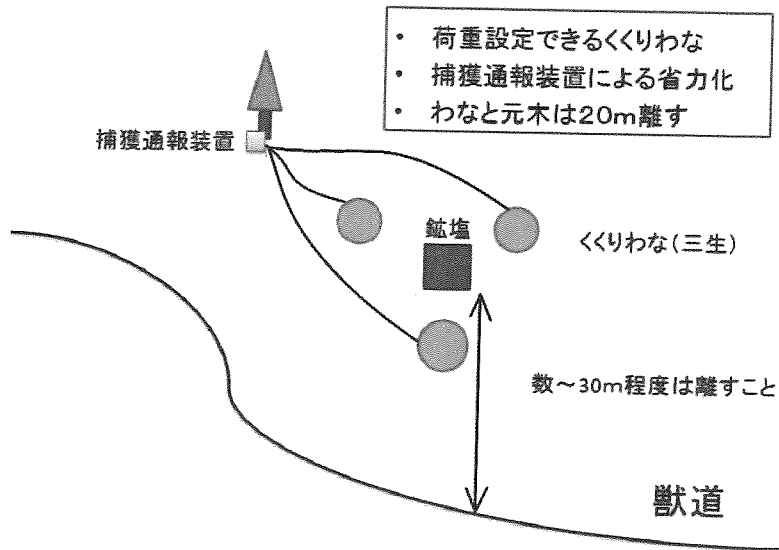 ・ 荷重設定できるくくりわな
・ 捕獲通報装置による省力化
・ わなと元木は20m離す
捕獲通報装置
鉱塩
くくりわな(三生)
数～30m程度は離すこと
獣道